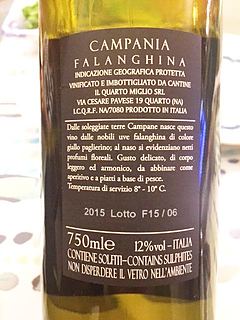 CAMPANIA
FALANGHINA
INDICAZIONE GEOGRAFICA PROTETTA
VINIFICATO E IMBOTTIGLIATO DA CANTINE
IL QUARTO MIGLIO SRL
VIA CESARE PAVESE 19 QUARTO (NA)
I.C.Q.R.F. NA/7080 PRODOTTO IN ITALIA
Dalle soleggiate terre Campane nasce questo
vino dalle nobili uve falanghina di colore
giallo paglierino; al naso si evidenziano netti
profumi floreali. Gusto delicato, di corpo
leggero ed armonico, da abbinare come
aperitivo e a piatti a base di pesce.
Temperatura di servizio 8° - 10° C.
2015 Lotto F15/06
750ml e 12%vol - ITALIA
CONTIENE SOLFITI-CONTAINS SULPHITES
NON DISPERDERE IL VETRO NELL'AMBIENTE